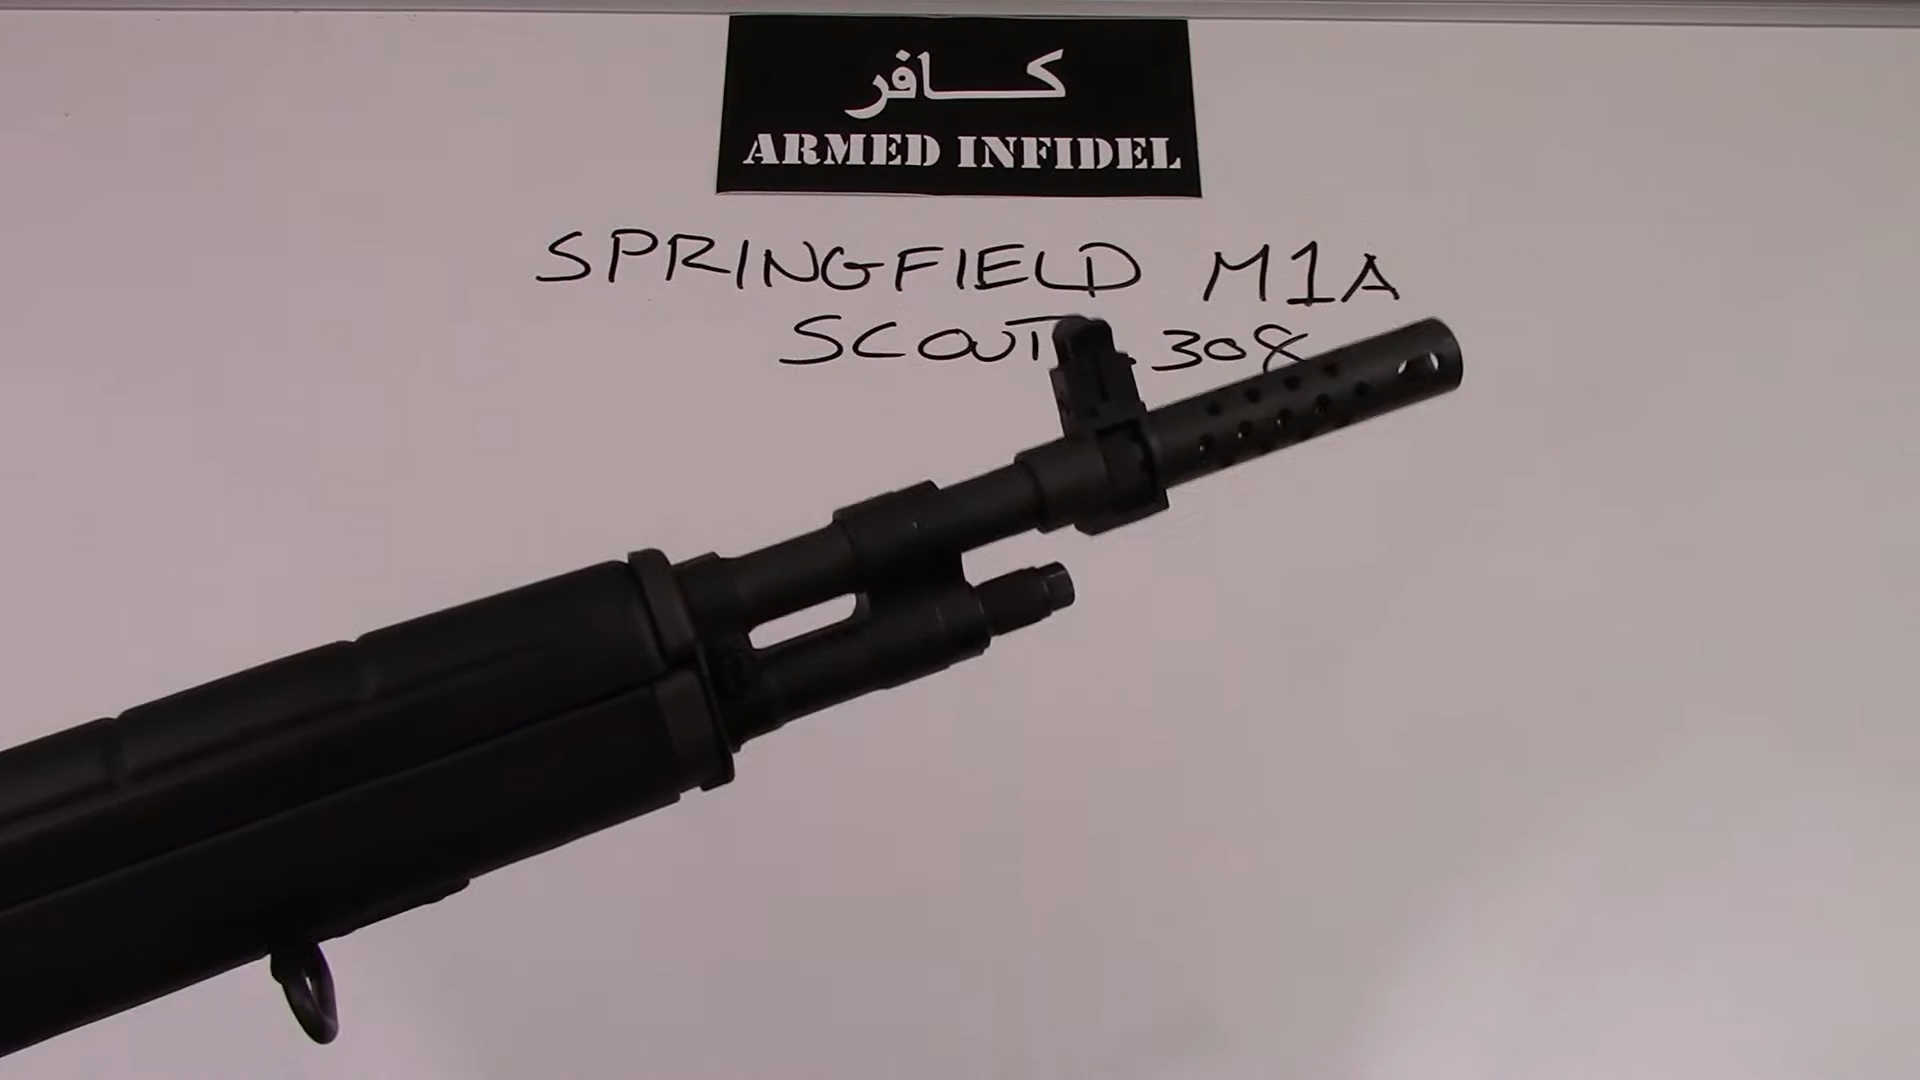 كافر
ARMED INFIDEL
SPRINGFIELD M1A
SCOUT .308